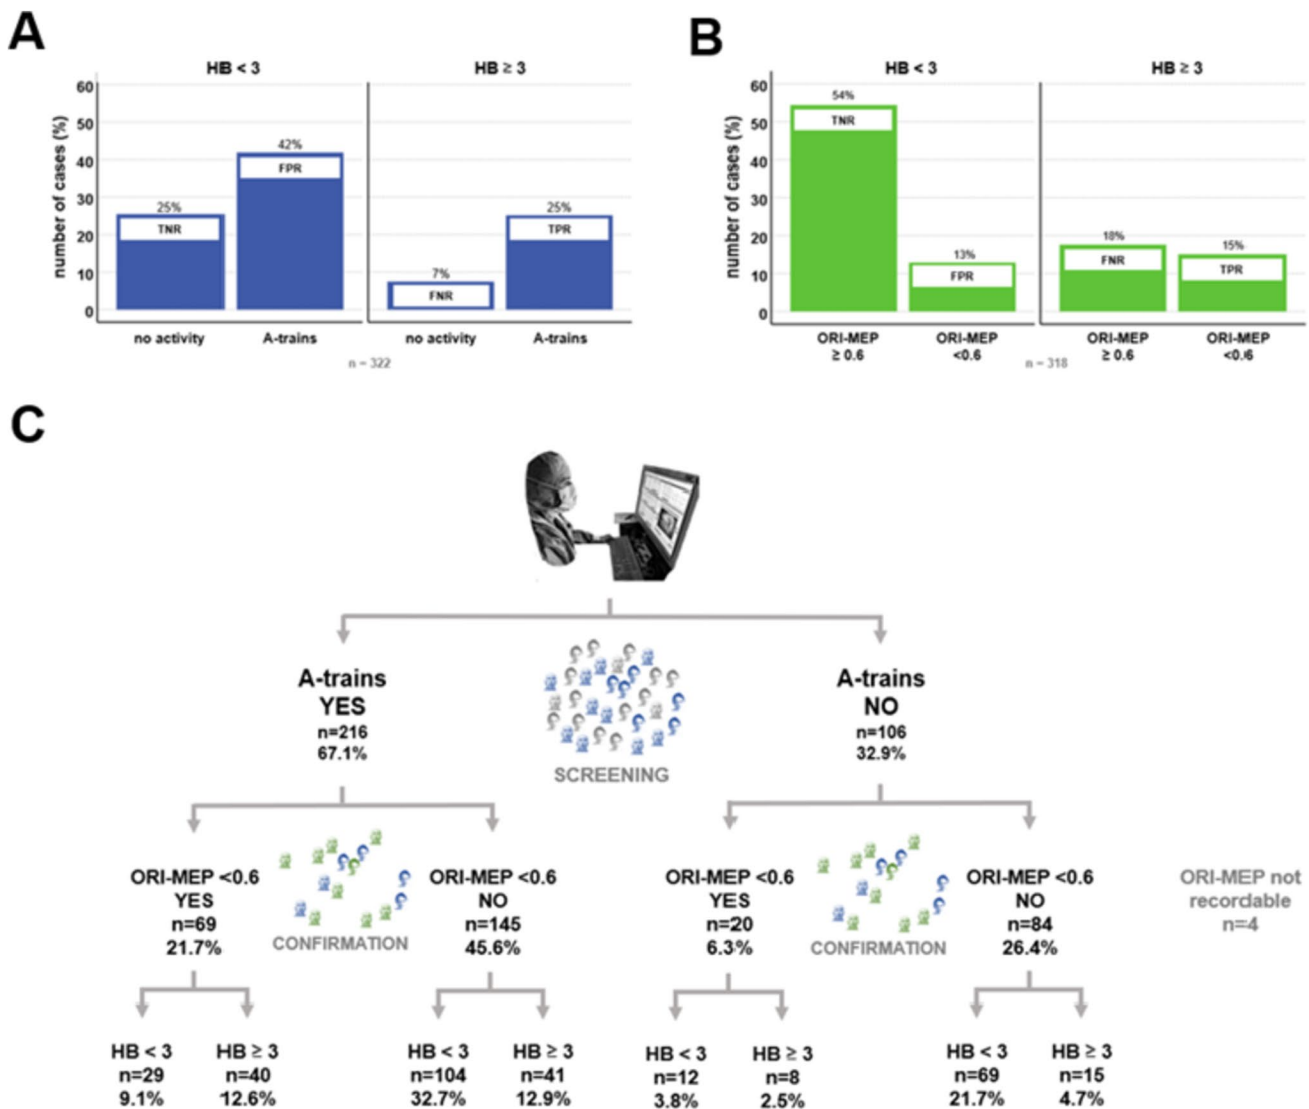 A
HB < 3
HB ≥ 3
number of cases (%)
60
50
40
30
20
10
0
25%
TNR
42%
FPR
7%
FNR
25%
TPR
no activity
A-trains
no activity
A-trains
n = 322
B
HB < 3
HB ≥ 3
number of cases (%)
60
50
40
30
20
10
0
54%
TNR
13%
FPR
18%
FNR
15%
TPR
ORI-MEP
≥ 0.6
ORI-MEP
<0.6
ORI-MEP
≥ 0.6
ORI-MEP
<0.6
n = 318
C
A-trains
YES
n=216
67.1%
SCREENING
A-trains
NO
n=106
32.9%
ORI-MEP <0.6
YES
n=69
21.7%
CONFIRMATION
ORI-MEP <0.6
NO
n=145
45.6%
ORI-MEP <0.6
YES
n=20
6.3%
CONFIRMATION
ORI-MEP <0.6
NO
n=84
26.4%
ORI-MEP not
recordable
n=4
HB < 3
n=29
9.1%
HB ≥ 3
n=40
12.6%
HB < 3
n=104
32.7%
HB ≥ 3
n=41
12.9%
HB < 3
n=12
3.8%
HB ≥ 3
n=8
2.5%
HB < 3
n=69
21.7%
HB ≥ 3
n=15
4.7%